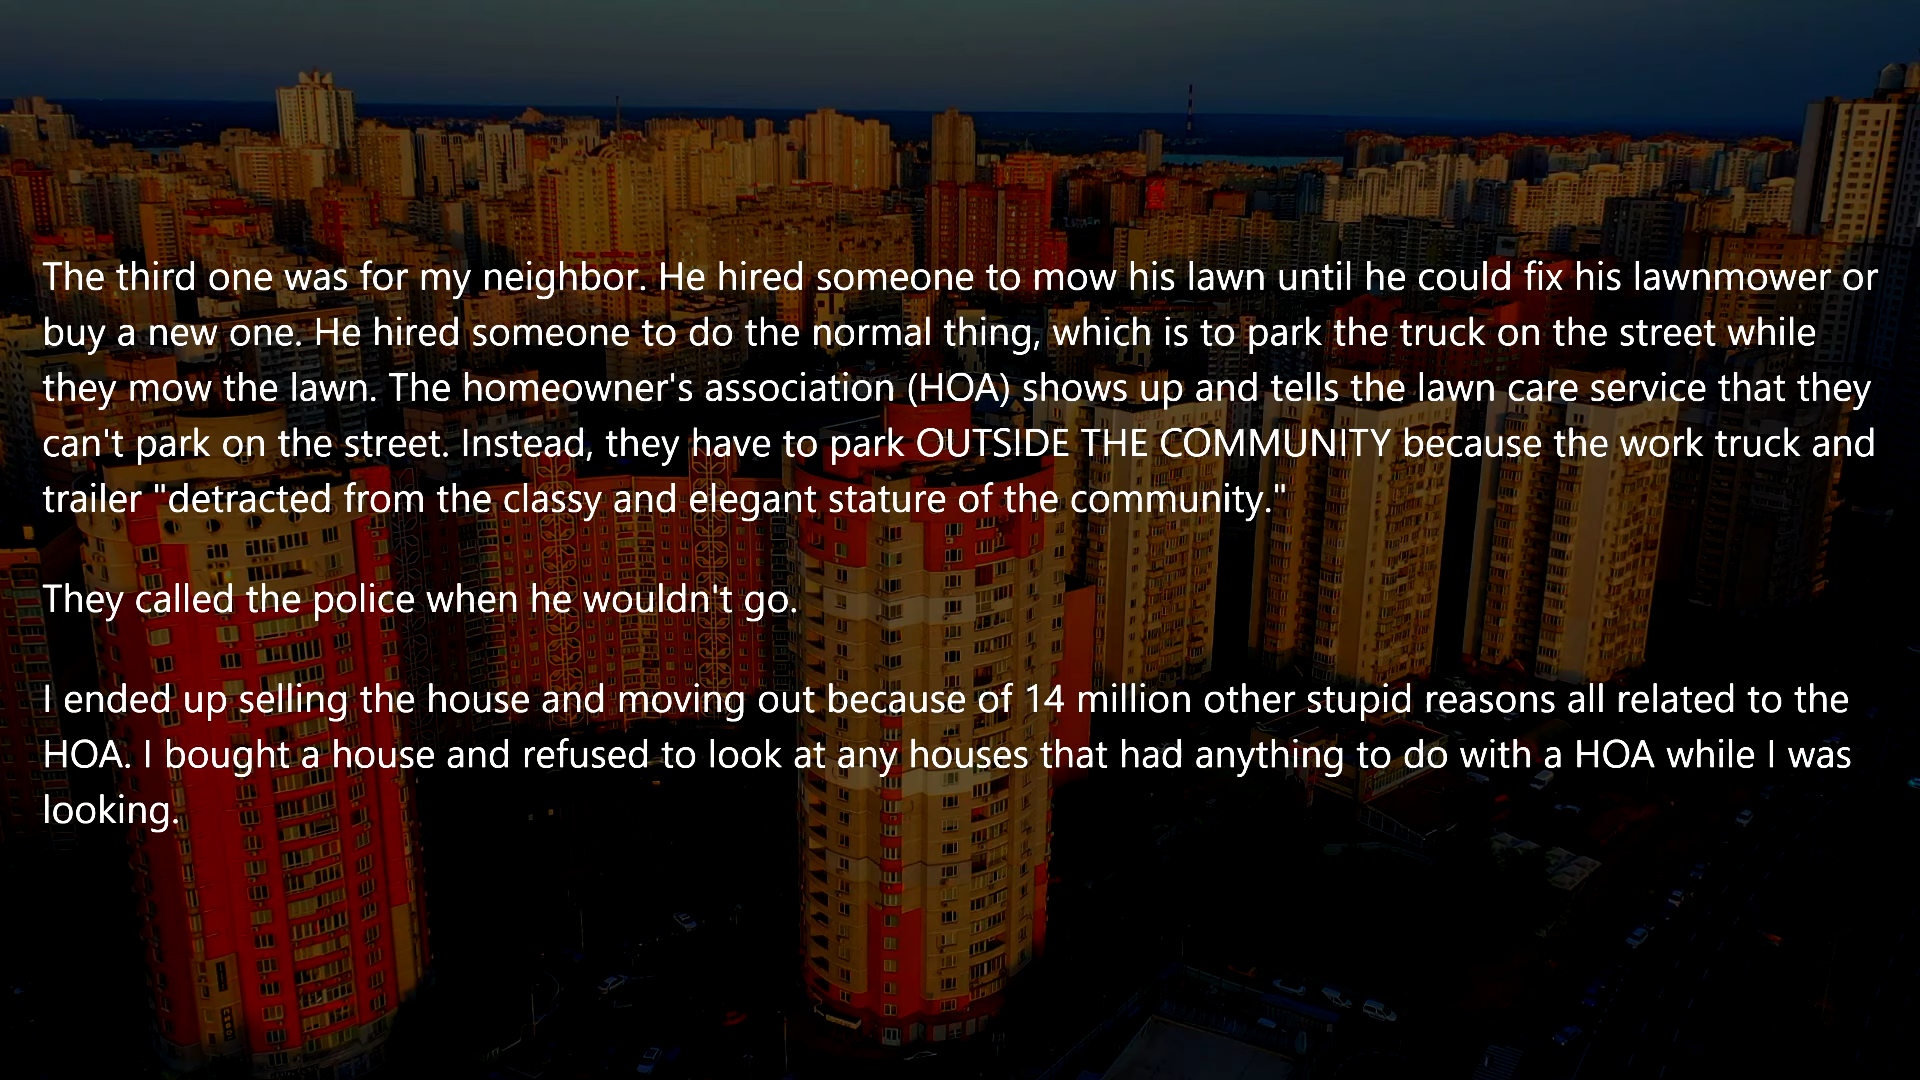 The third one was for my neighbor. He hired someone to mow his lawn until he could fix his lawnmower or
buy a new one. He hired someone to do the normal thing, which is to park the truck on the street while
they mow the lawn. The homeowner's association (HOA) shows up and tells the lawn care service that they
can't park on the street. Instead, they have to park OUTSIDE THE COMMUNITY because the work truck and
trailer "detracted from the classy and elegant stature of the community."
They called the police when he wouldn't go.
I ended up selling the house and moving out because of 14 million other stupid reasons all related to the
HOA. I bought a house and refused to look at any houses that had anything to do with a HOA while I was
looking.